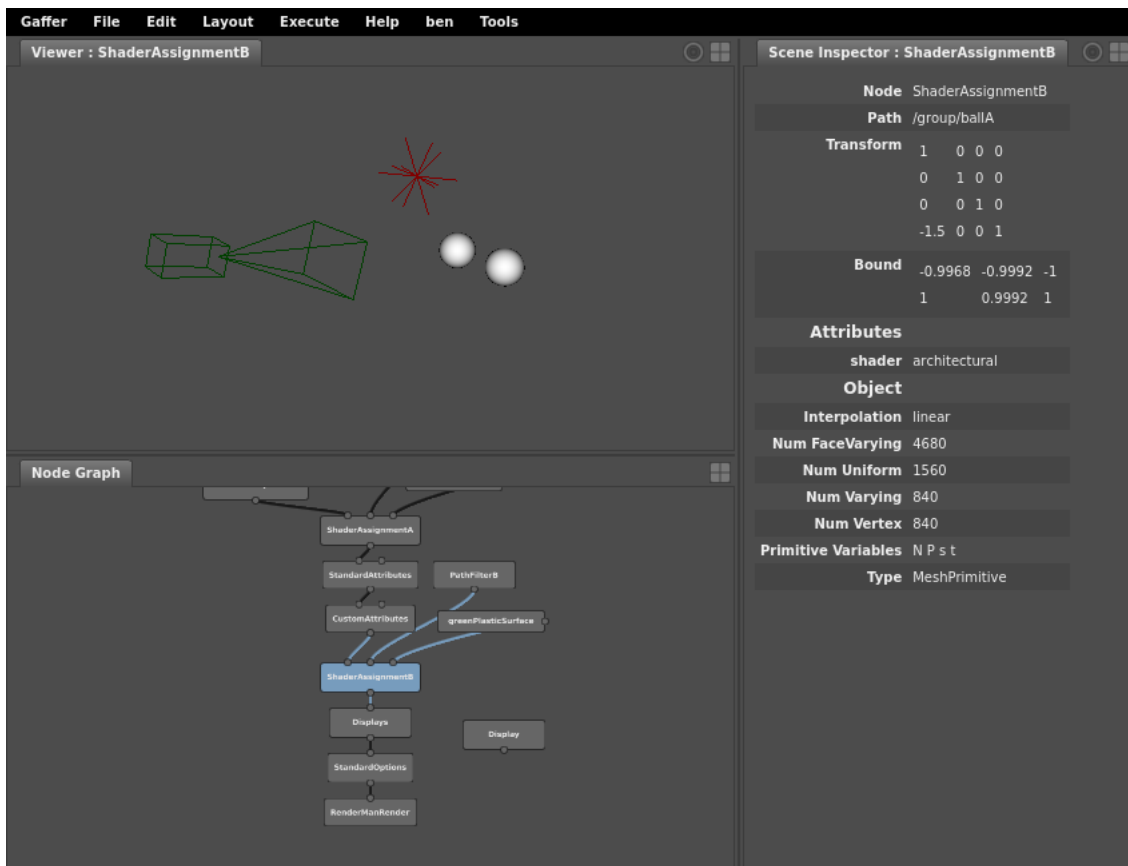 Gaffer File Edit Layout Execute Help ben Tools
Viewer : ShaderAssignmentB
Node Graph
ShaderAssignmentA
StandardAttributes PathFilterB
CustomAttributes greenPlasticSurface
ShaderAssignmentB
Displays
Display
StandardOptions
RenderManRender
Scene Inspector : ShaderAssignmentB
Node ShaderAssignmentB
Path /group/ballA
Transform 1 0 0 0
0 1 0 0
0 0 1 0
-1.5 0 0 1
Bound -0.9968 -0.9992 -1
1 0.9992 1
Attributes
shader architectural
Object
Interpolation linear
Num FaceVarying 4680
Num Uniform 1560
Num Varying 840
Num Vertex 840
Primitive Variables N P s t
Type MeshPrimitive